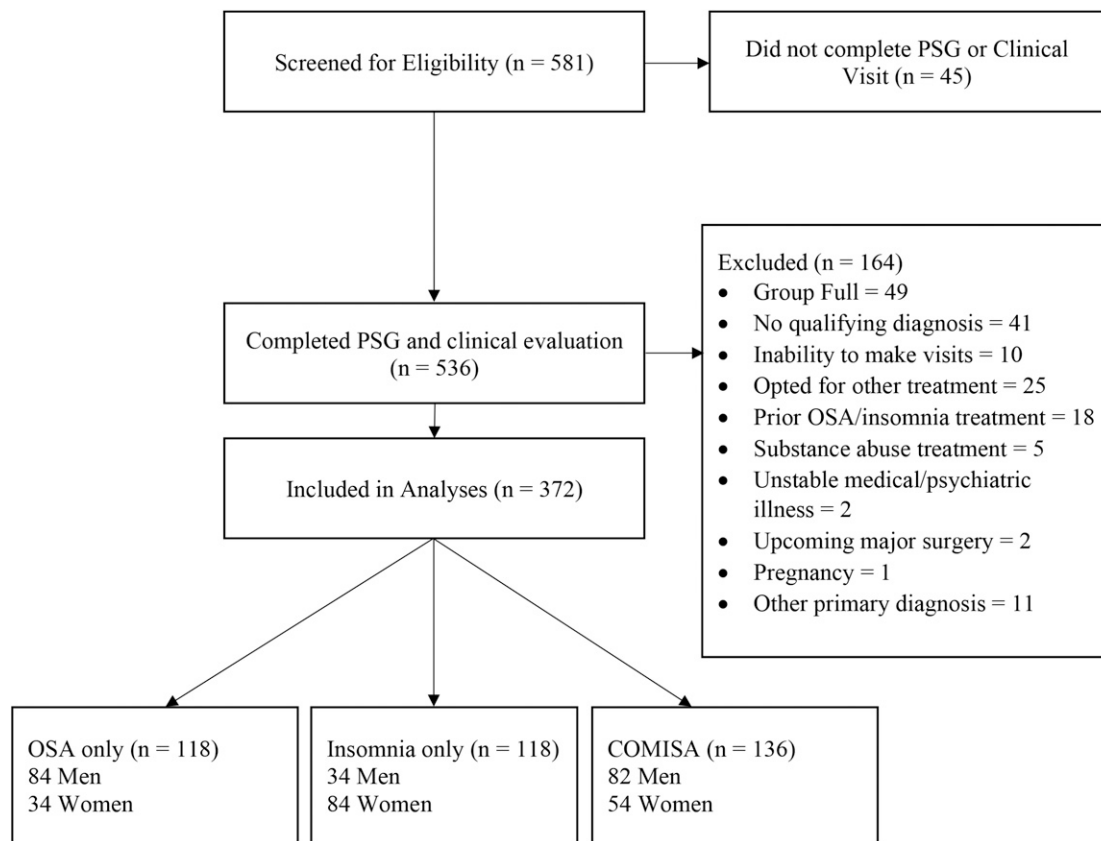 Screened for Eligibility (n = 581)
Did not complete PSG or Clinical
Visit (n = 45)
Completed PSG and clinical evaluation
(n = 536)
Excluded (n = 164)
• Group Full = 49
• No qualifying diagnosis = 41
• Inability to make visits = 10
• Opted for other treatment = 25
• Prior OSA/insomnia treatment = 18
• Substance abuse treatment = 5
• Unstable medical/psychiatric
illness = 2
• Upcoming major surgery = 2
• Pregnancy = 1
• Other primary diagnosis = 11
Included in Analyses (n = 372)
OSA only (n = 118)
84 Men
34 Women
Insomnia only (n = 118)
34 Men
84 Women
COMISA (n = 136)
82 Men
54 Women